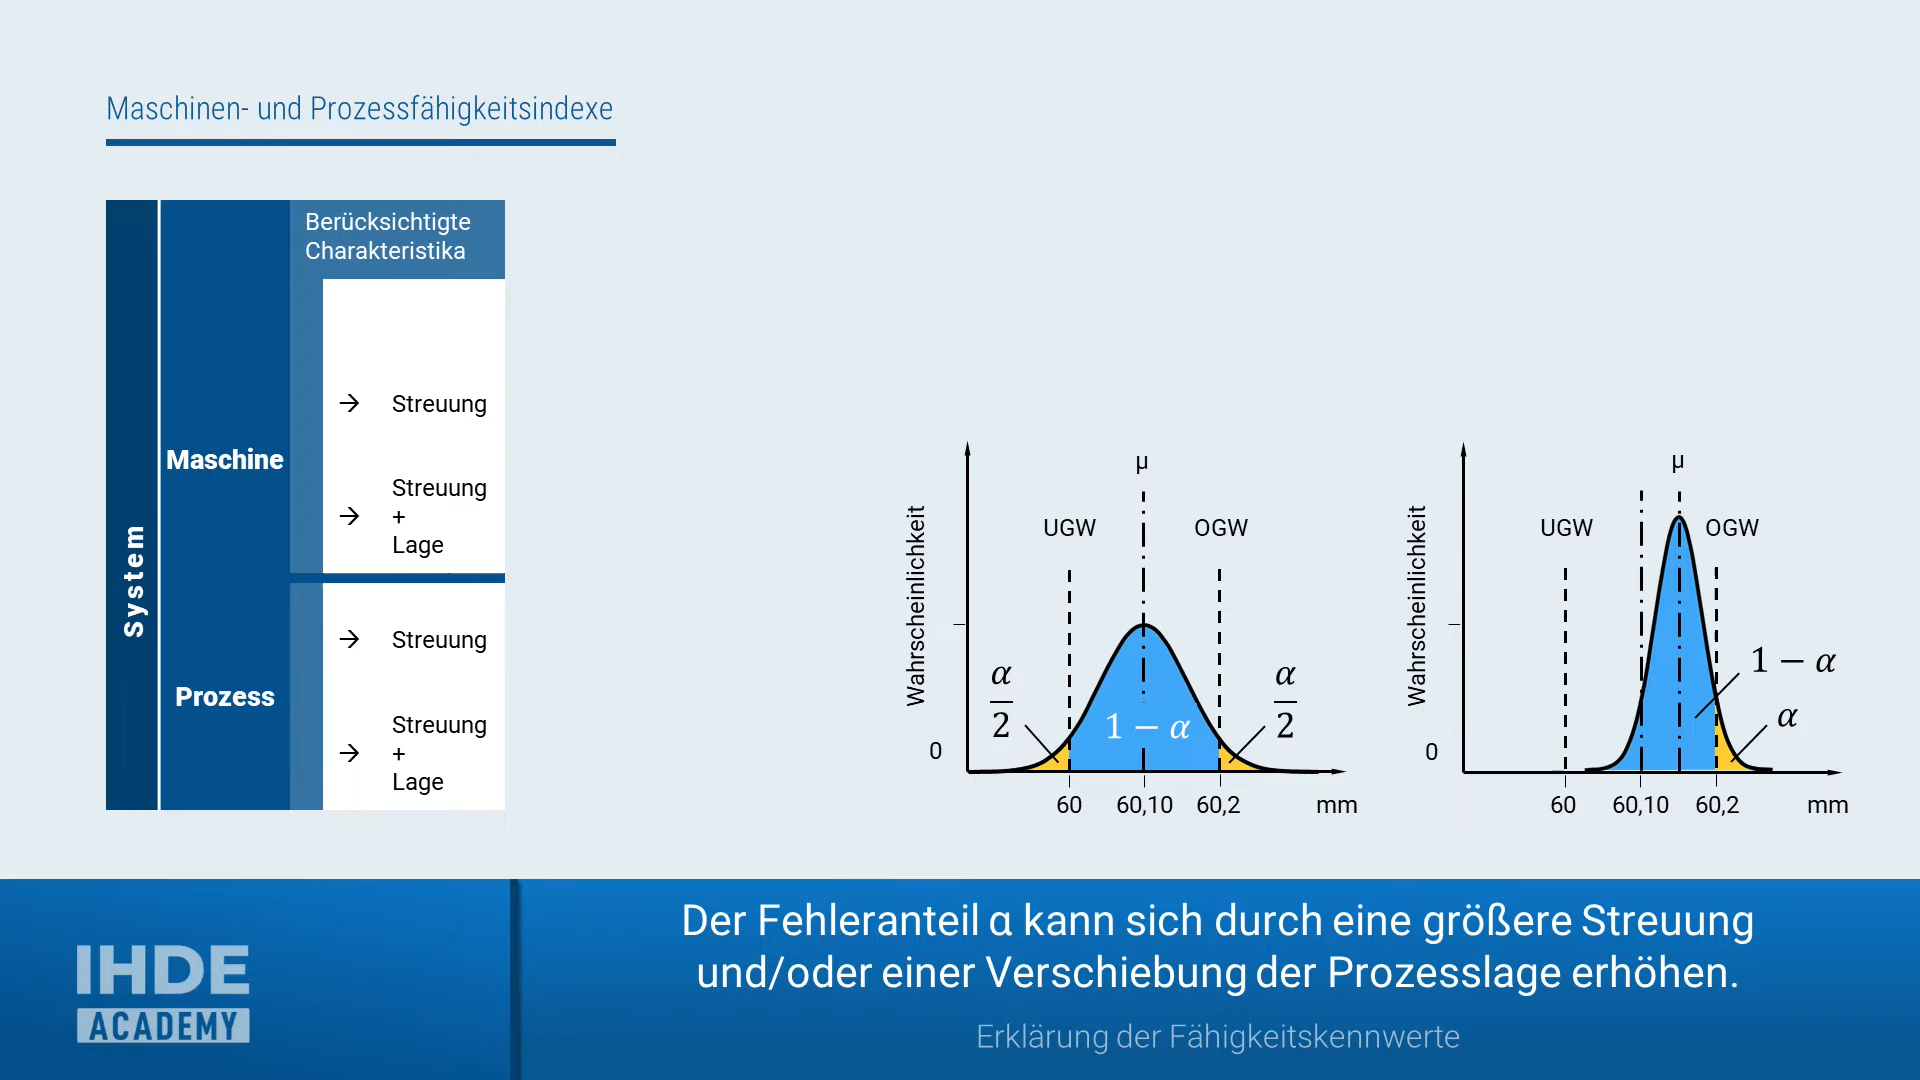 Maschinen- und Prozessfähigkeitsindexe
System
Maschine
Prozess
Berücksichtigte
Charakteristika
→ Streuung
→ Streuung
+
Lage
→ Streuung
→ Streuung
+
Lage
Wahrscheinlichkeit
0
µ
UGW
OGW
α/2
1 − α
α/2
60
60,10
60,2
mm
Wahrscheinlichkeit
0
µ
UGW
OGW
1 − α
α
60
60,10
60,2
mm
IHDE
ACADEMY
Der Fehleranteil α kann sich durch eine größere Streuung
und/oder einer Verschiebung der Prozesslage erhöhen.
Erklärung der Fähigkeitskennwerte